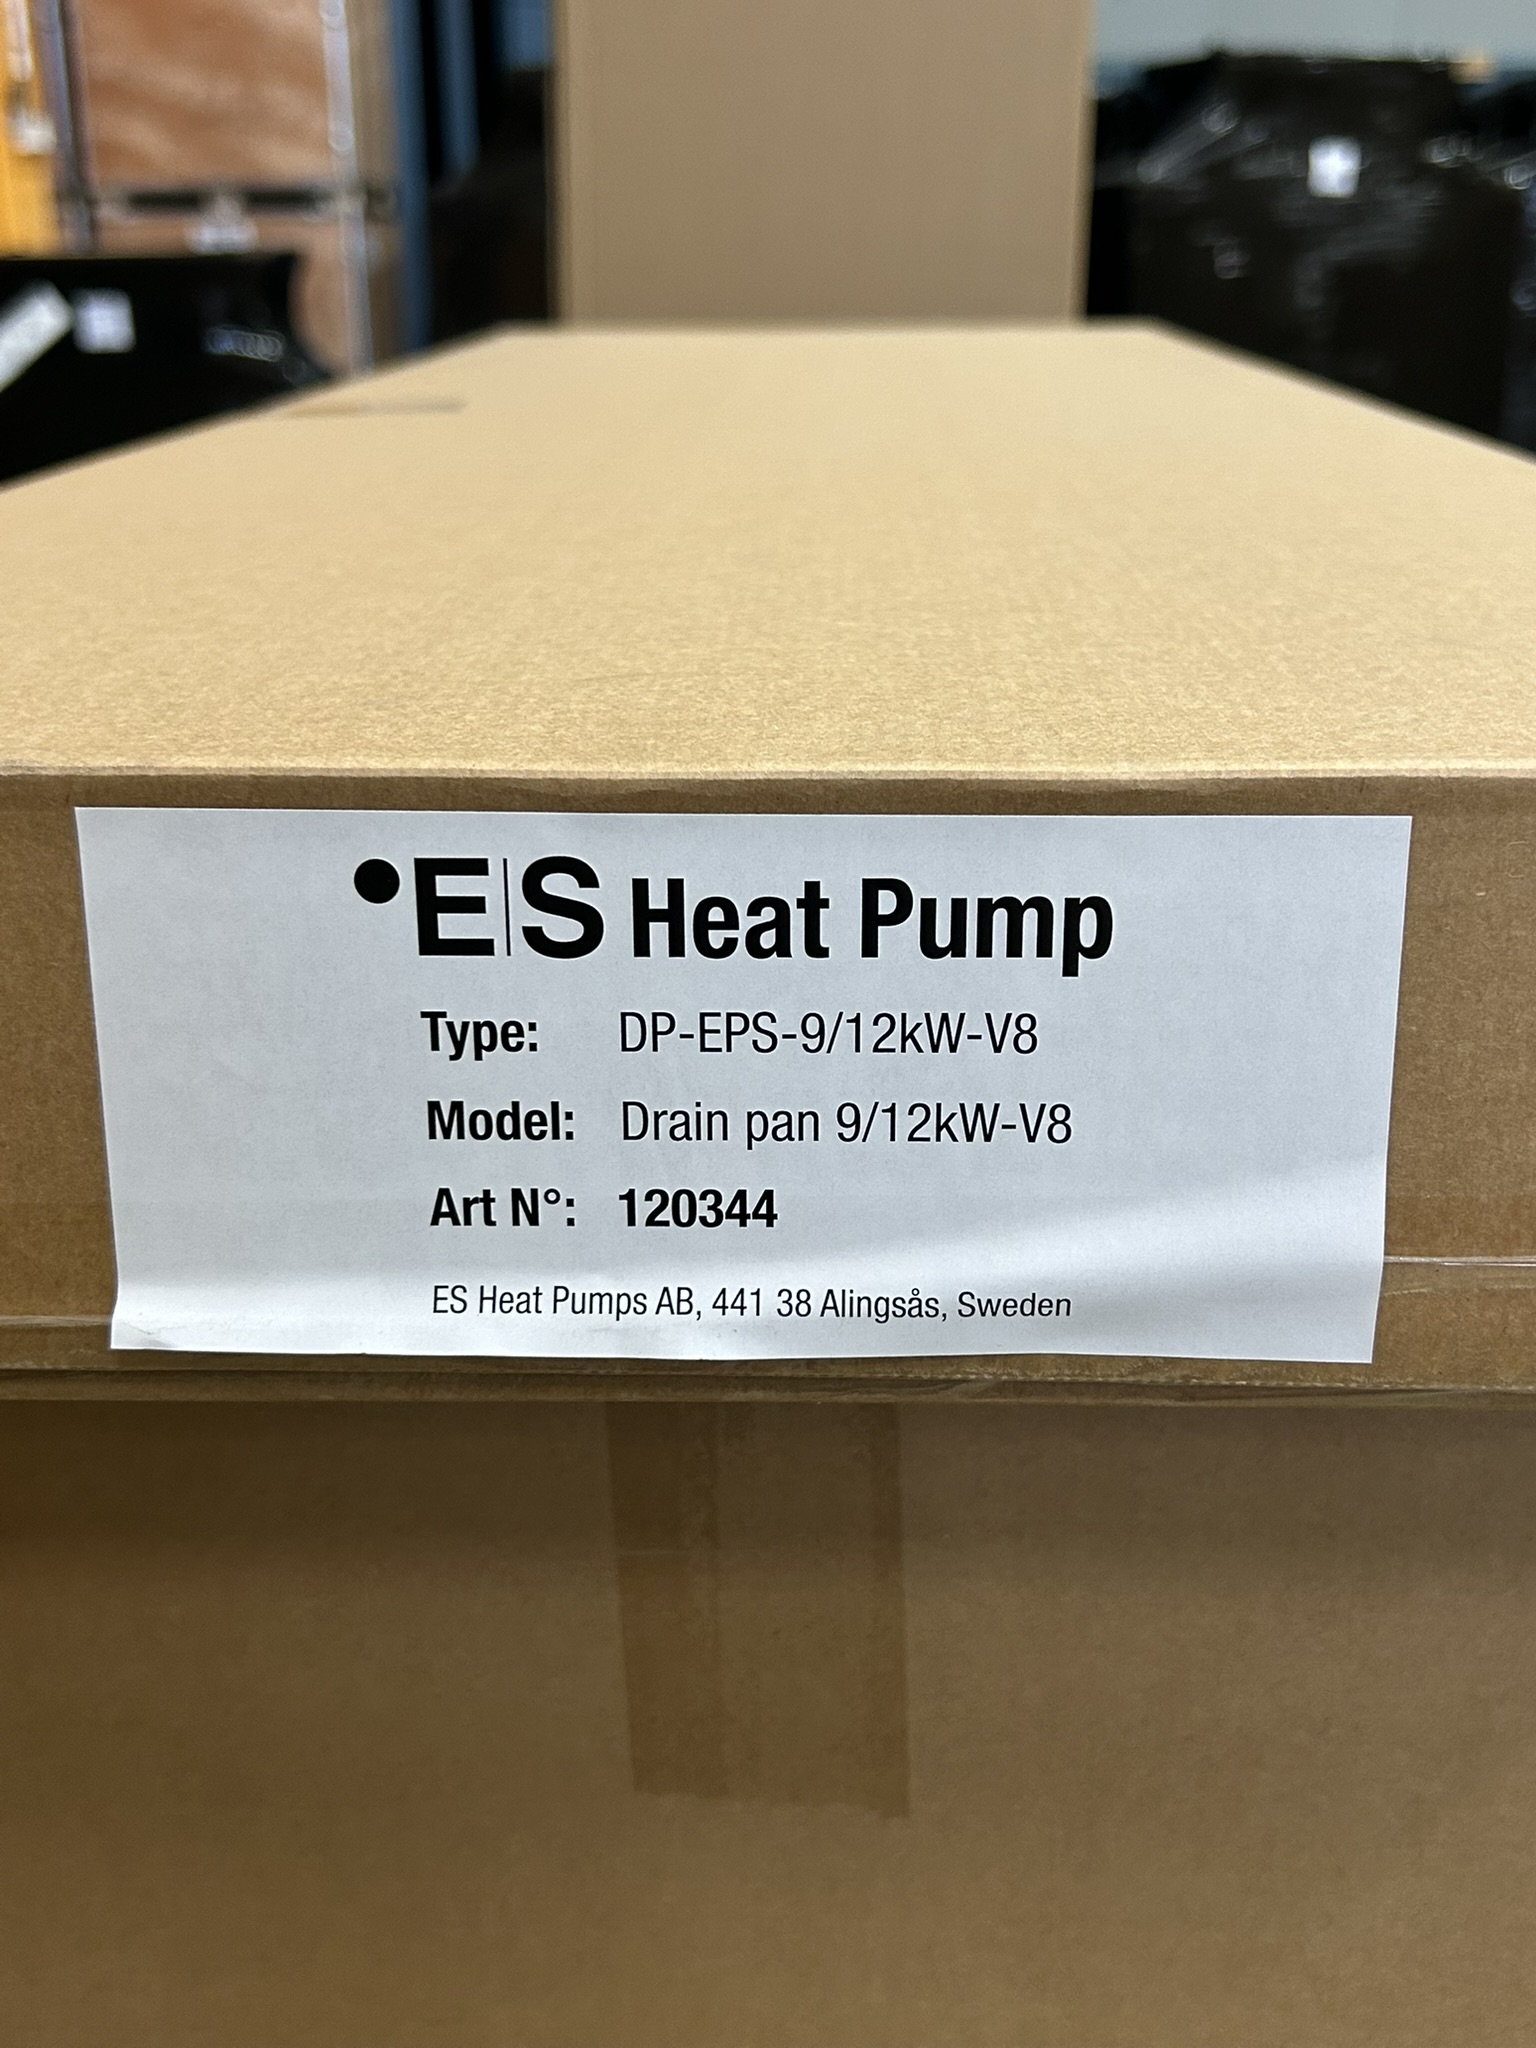 •E|S Heat Pump
Type: DP-EPS-9/12kW-V8
Model: Drain pan 9/12kW-V8
Art N°: 120344
ES Heat Pumps AB, 441 38 Alingsås, Sweden